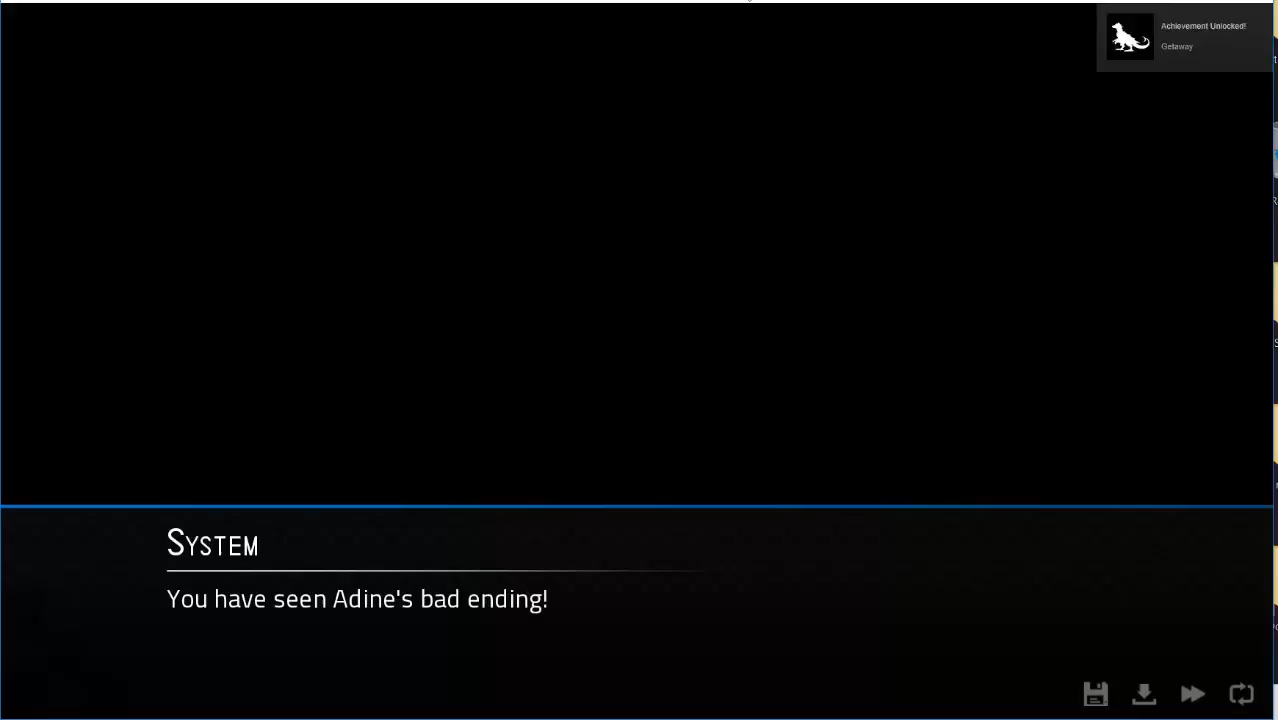 Achievement Unlocked!
Getaway
System
You have seen Adine's bad ending!